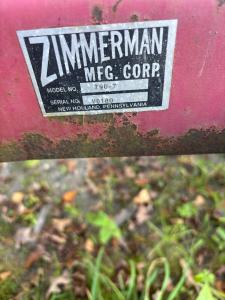 ZIMMERMAN
MFG. CORP.
MODEL NO.
SERIAL NO.
NEW HOLLAND, PENNSYLVANIA